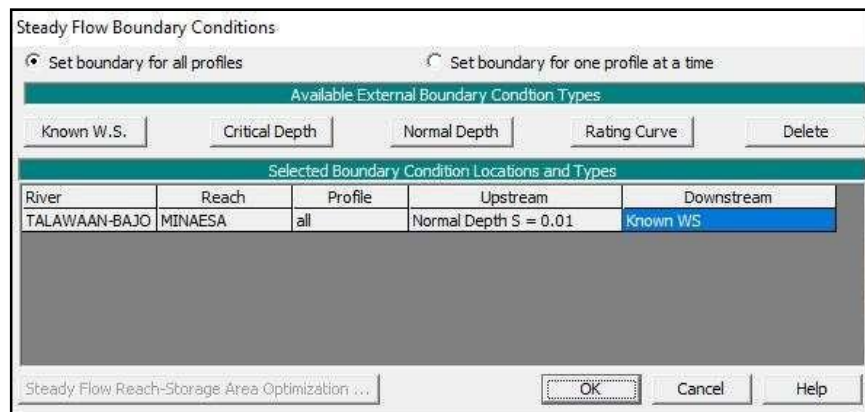 Steady Flow Boundary Conditions
Set boundary for all profiles Set boundary for one profile at a time
Available External Boundary Condtion Types
Known W.S. Critical Depth Normal Depth Rating Curve Delete
Selected Boundary Condition Locations and Types
River Reach Profile Upstream Downstream
TALAWAAN-BAJO MINAESA all Normal Depth S = 0.01 Known WS
Steady Flow Reach-Storage Area Optimization ... OK Cancel Help